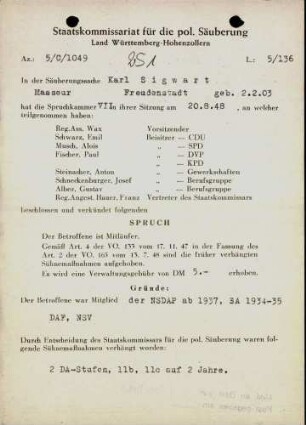 Staatskommissariat für die pol. Säuberung
Land Württemberg-Hohenzollern
Az.: 5/C/1049 251 L: 5/136
In der Säuberungssache Karl Sigwart
Masseur Freudenstadt geb. 2.2.03
hat die Spruchkammer VII in ihrer Sitzung am 20.8.48, an welcher
teilgenommen haben:
Reg.Ass. Wax Vorsitzender
Schwarz, Emil Beisitzer — CDU
Musch, Alois „ — SPD
Fischer, Paul „ — DVP
„ — KPD
Steinacher, Anton „ — Gewerkschaften
Schneckenburger, Josef „ — Berufsgruppe
Alber, Gustav „ — Berufsgruppe
Reg.Angest. Hauer, Franz Vertreter des Staatskommissars
beschlossen und verkündet folgenden
SPRUCH
Der Betroffene ist Mitläufer.
Gemäß Art. 4 der VO. 133 vom 17. 11. 47 in der Fassung des
Art. 2 der VO. 165 vom 13. 7. 48 sind die früher verhängten
Sühnemaßnahmen aufgehoben.
Es wird eine Verwaltungsgebühr von DM 5.- erhoben.
Gründe:
Der Betroffene war Mitglied der NSDAP ab 1937, SA 1934-35
DAF, NSV
Durch Entscheidung des Staatskommissars für die pol. Säuberung waren fol-
gende Sühnemaßnahmen verhängt worden:
2 DA-Stufen, 11b, 11c auf 2 Jahre.